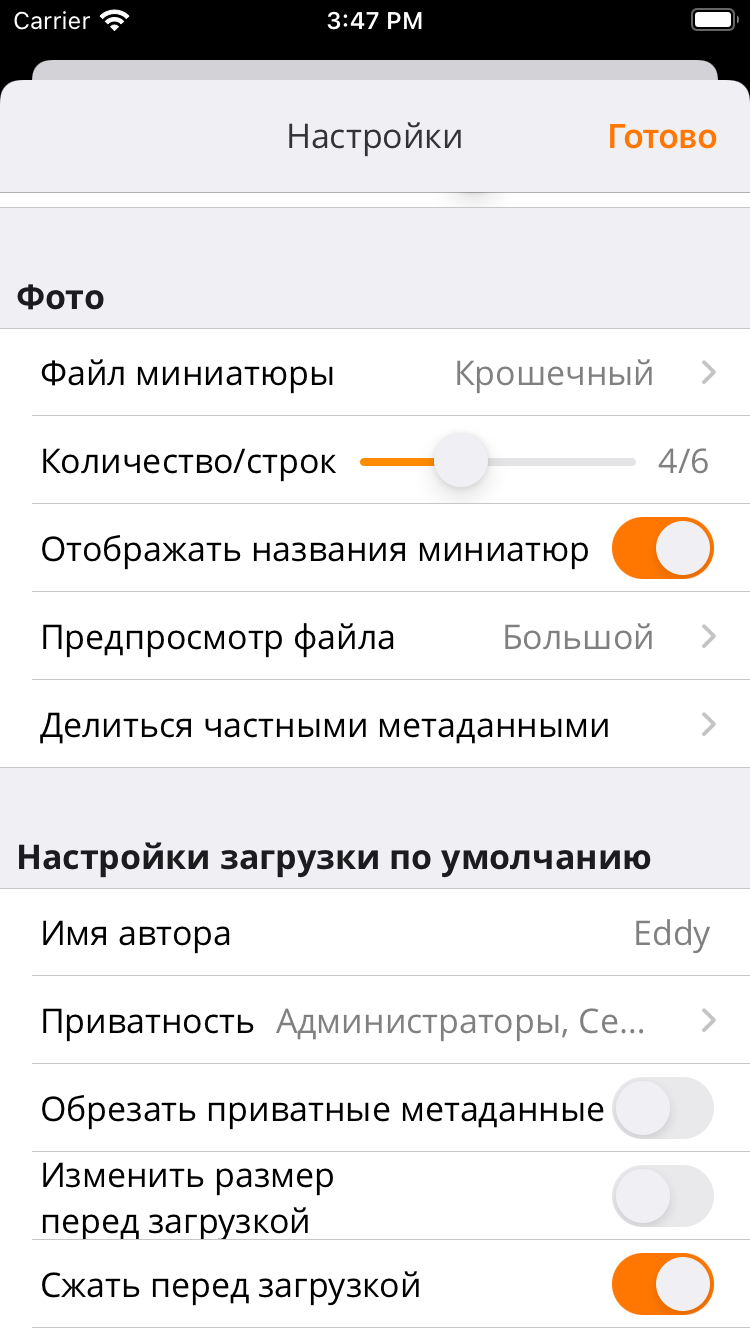 Carrier 3:47 PM
Настройки Готово
Фото
Файл миниатюры Крошечный
Количество/строк 4/6
Отображать названия миниатюр
Предпросмотр файла Большой
Делиться частными метаданными
Настройки загрузки по умолчанию
Имя автора Eddy
Приватность Администраторы, Се...
Обрезать приватные метаданные
Изменить размер
перед загрузкой
Сжать перед загрузкой